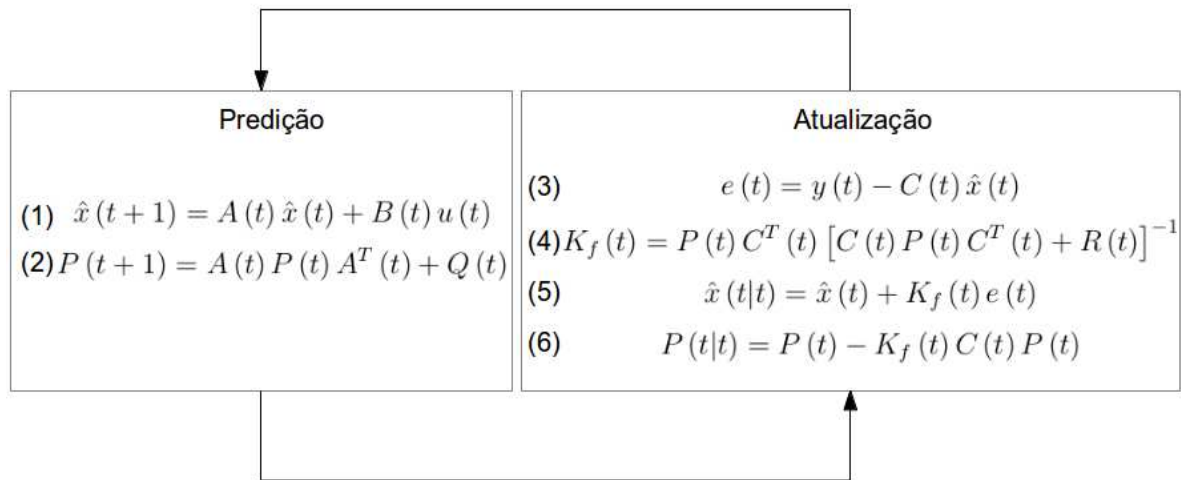 Predição
(1) x̂ (t + 1) = A (t) x̂ (t) + B (t) u (t)
(2) P (t + 1) = A (t) P (t) A^T (t) + Q (t)
Atualização
(3) e (t) = y (t) − C (t) x̂ (t)
(4) K_f (t) = P (t) C^T (t) [C (t) P (t) C^T (t) + R (t)]^{-1}
(5) x̂ (t|t) = x̂ (t) + K_f (t) e (t)
(6) P (t|t) = P (t) − K_f (t) C (t) P (t)